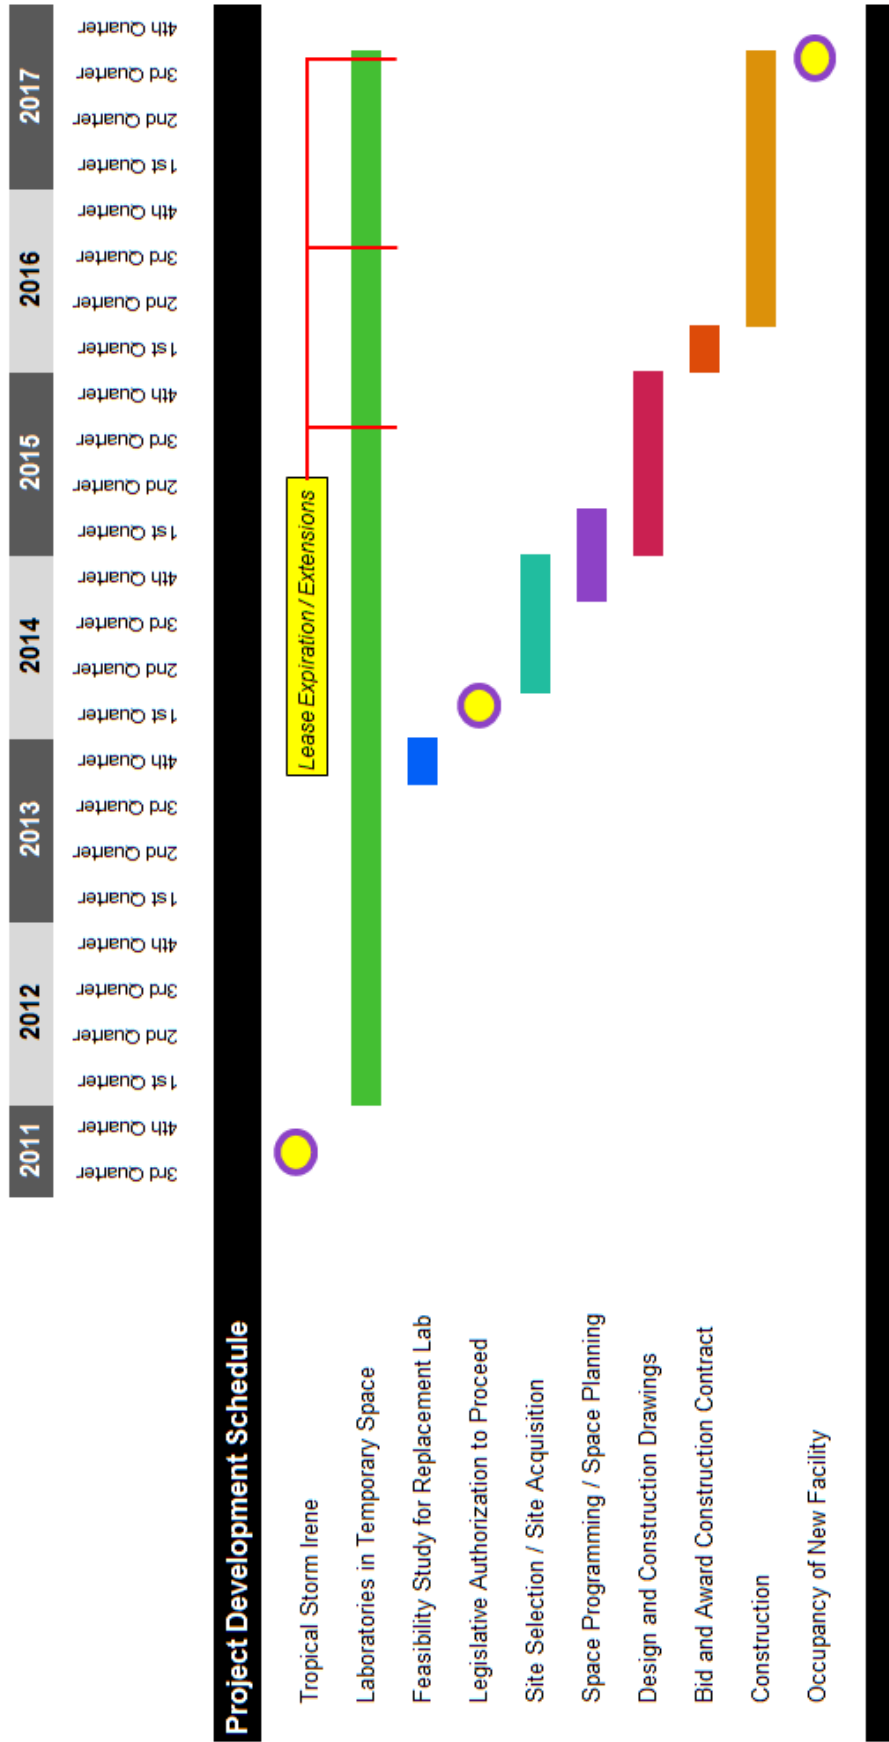 2011 2012 2013 2014 2015 2016 2017
3rd Quarter 4th Quarter 1st Quarter 2nd Quarter 3rd Quarter 4th Quarter 1st Quarter 2nd Quarter 3rd Quarter 4th Quarter 1st Quarter 2nd Quarter 3rd Quarter 4th Quarter 1st Quarter 2nd Quarter 3rd Quarter 4th Quarter 1st Quarter 2nd Quarter 3rd Quarter 4th Quarter 1st Quarter 2nd Quarter 3rd Quarter 4th Quarter
Project Development Schedule
Tropical Storm Irene
Lease Expiration / Extensions
Laboratories in Temporary Space
Feasibility Study for Replacement Lab
Legislative Authorization to Proceed
Site Selection / Site Acquisition
Space Programming / Space Planning
Design and Construction Drawings
Bid and Award Construction Contract
Construction
Occupancy of New Facility